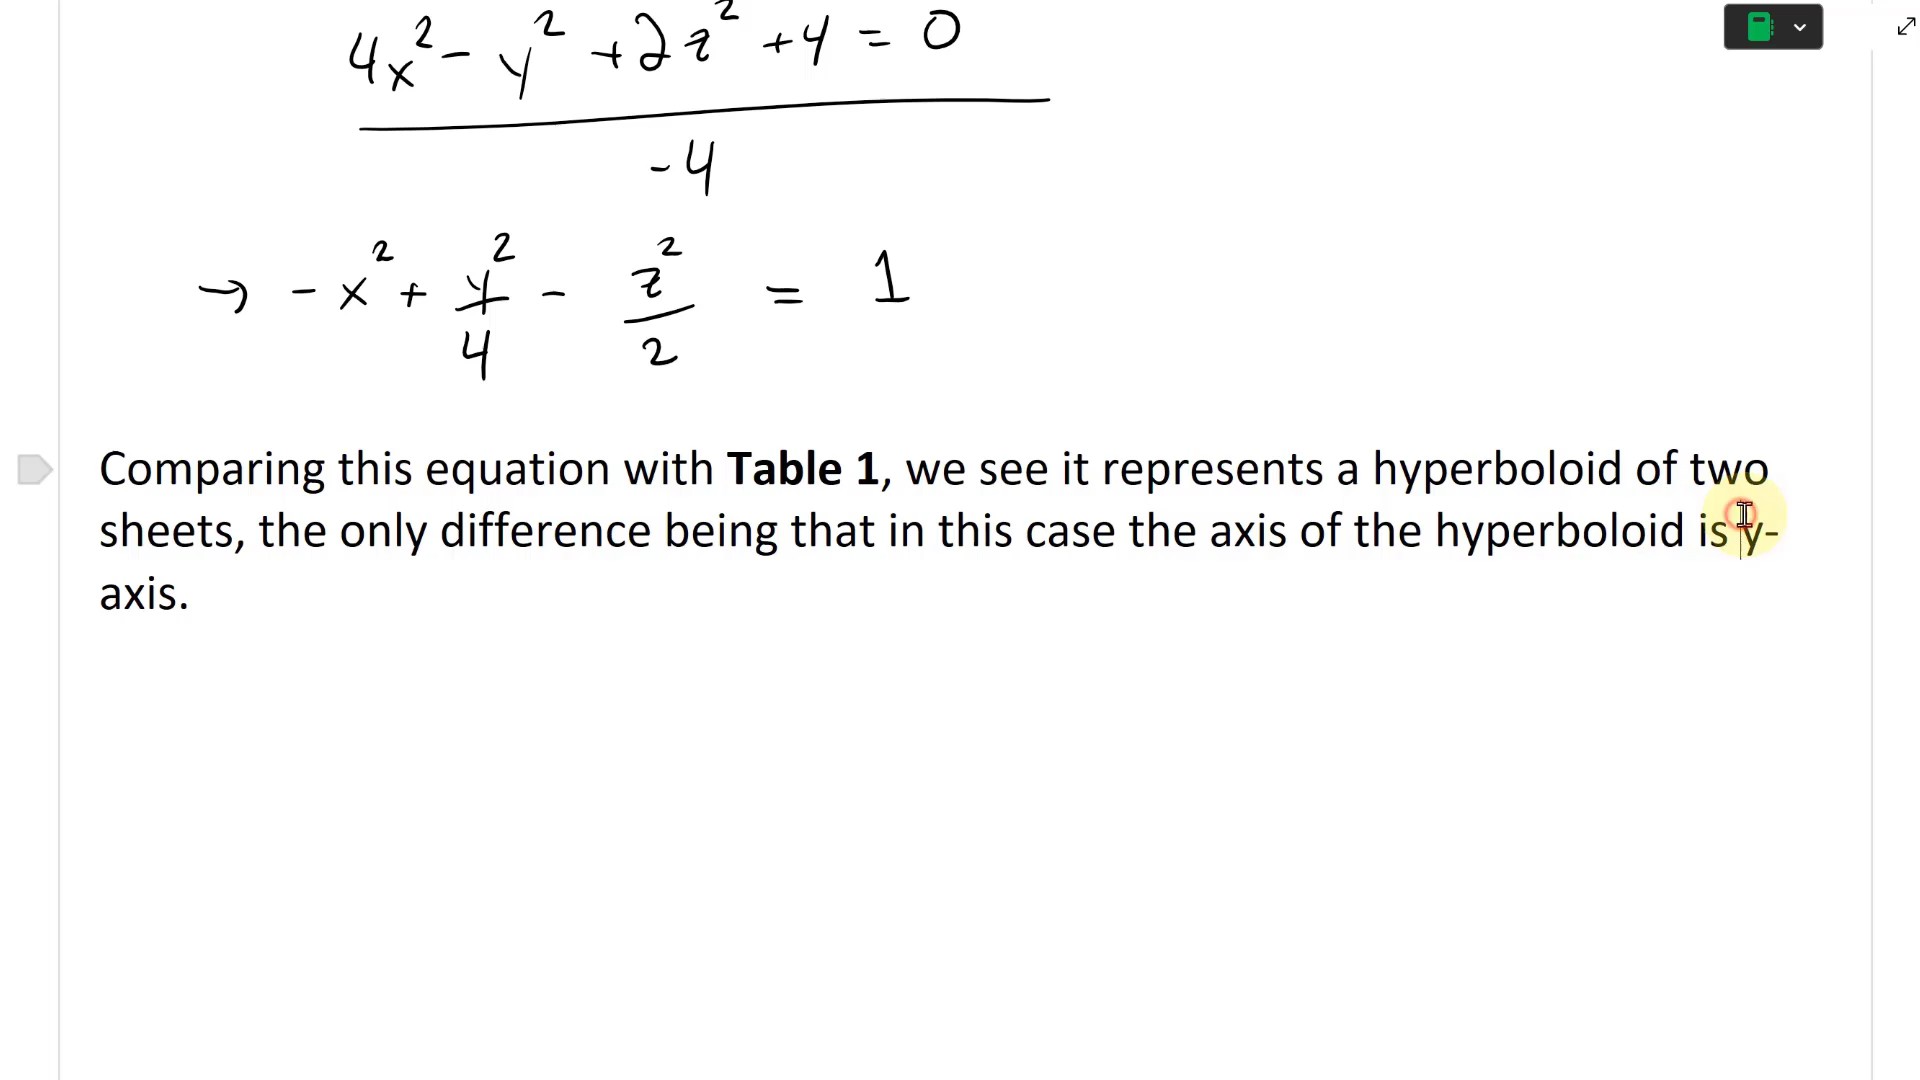 4x² - y² + 2z² + 4 = 0
-4
→ -x² + y²/4 - z²/2 = 1
Comparing this equation with Table 1, we see it represents a hyperboloid of two
sheets, the only difference being that in this case the axis of the hyperboloid is y-
axis.